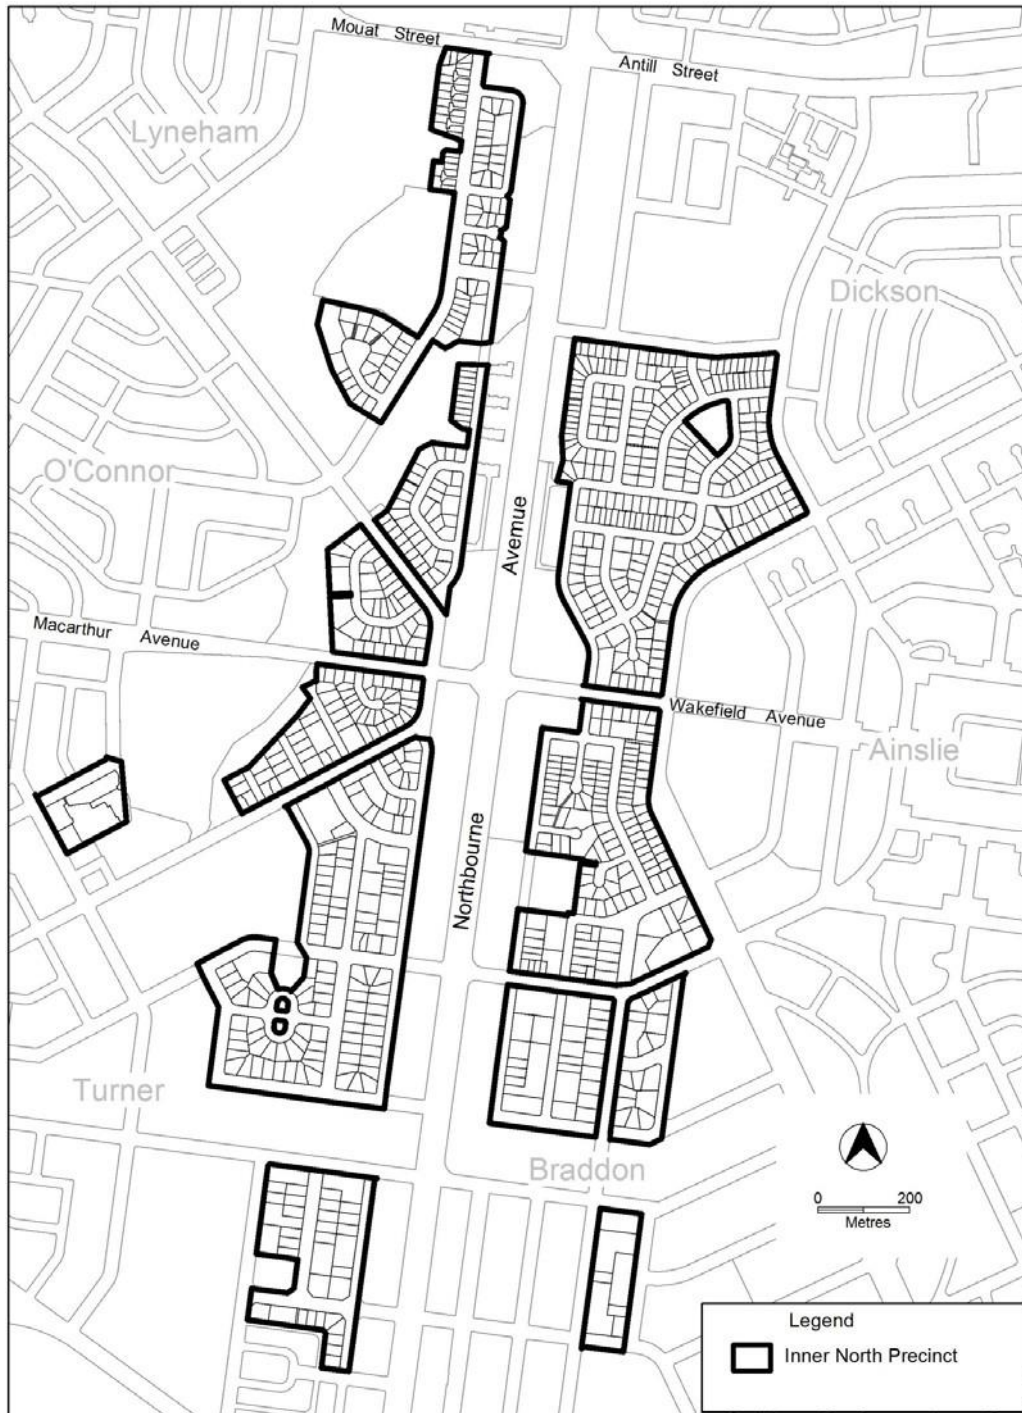 Mouat Street
Antill Street
Lyneham
Dickson
O'Connor
Avemue
Macarthur Avenue
Wakefield Avenue
Ainslie
Northbourne
Turner
Braddon
0 200
Metres
Legend
Inner North Precinct